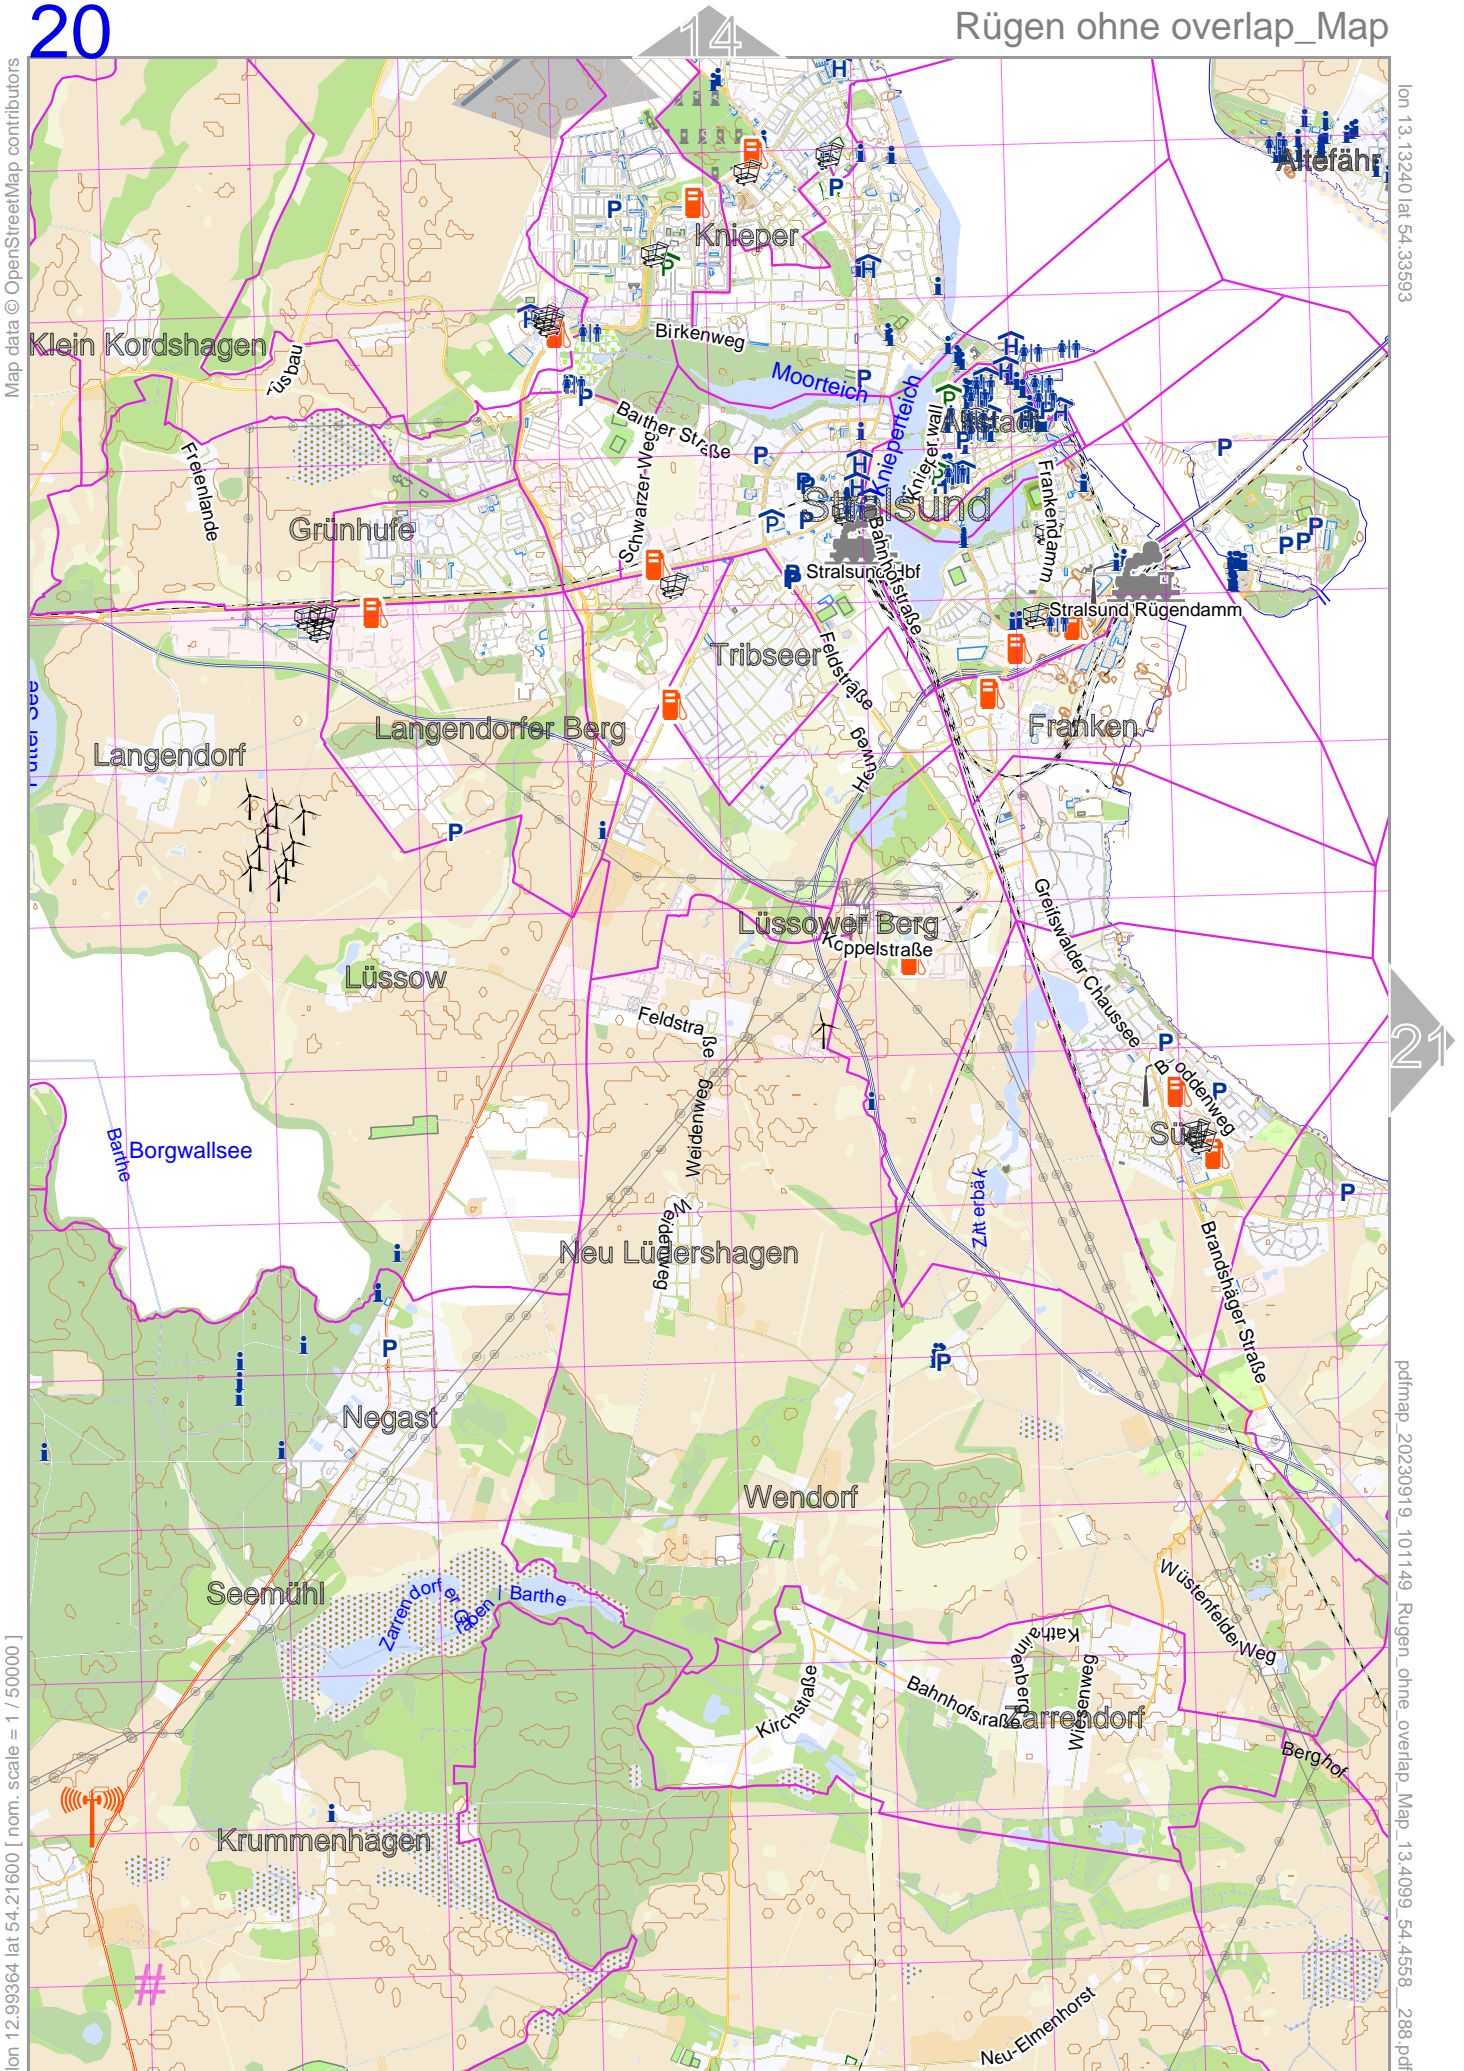 20
14
Rügen ohne overlap_Map
Map data © OpenStreetMap contributors
lon 13.13240 lat 54.33593
Altefähr
Knieper
Birkenweg
Klein Kordshagen
Moorteich
Knieperteich
Knieperwall
Altstadt
Barther Straße
Schwarzer-Weg
Freienlande
Grünhufe
Stralsund
Frankendamm
Bahnhofstraße
Stralsund Hbf
Stralsund Rügendamm
Tribseer
Feldstraße
Langendorf
Langendorfer Berg
Franken
Lüssower Berg
Koppelstraße
Greifswalder Chaussee
Lüssow
Feldstraße
21
Boddenweg
Süd
Weidenweg
Borgwallsee
Barthe
Zitterbäk
Weidenweg
Neu Lüdershagen
Brandshäger Straße
Negast
Wendorf
Seemühl
Zarrendorfer Graben / Barthe
Wüstenfelder Weg
Katharinenberg
Wiesenweg
Kirchstraße
Bahnhofstraße
Zarrendorf
Berghof
Krummenhagen
#
Neu-Elmenhorst
lon 12.99364 lat 54.21600 [ nom. scale = 1 / 50000 ]
pdfmap_20230919_101149_Rugen_ohne_overlap_Map_13.4099_54.4558__288.pdf